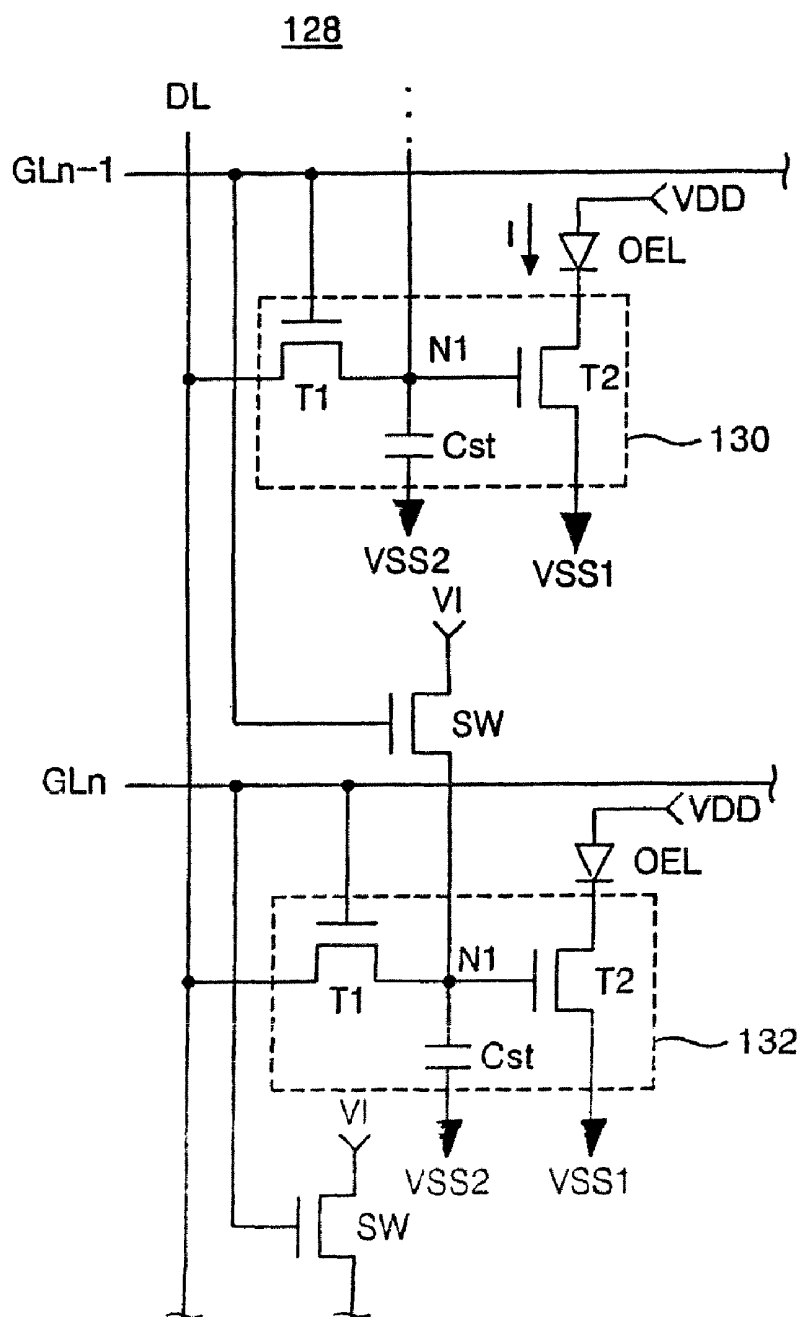 128
DL
GLn-1
VDD
I
OEL
N1
T1
T2
Cst
130
VSS2
VSS1
VI
SW
GLn
VDD
OEL
N1
T1
T2
Cst
132
VI
VSS2
VSS1
SW